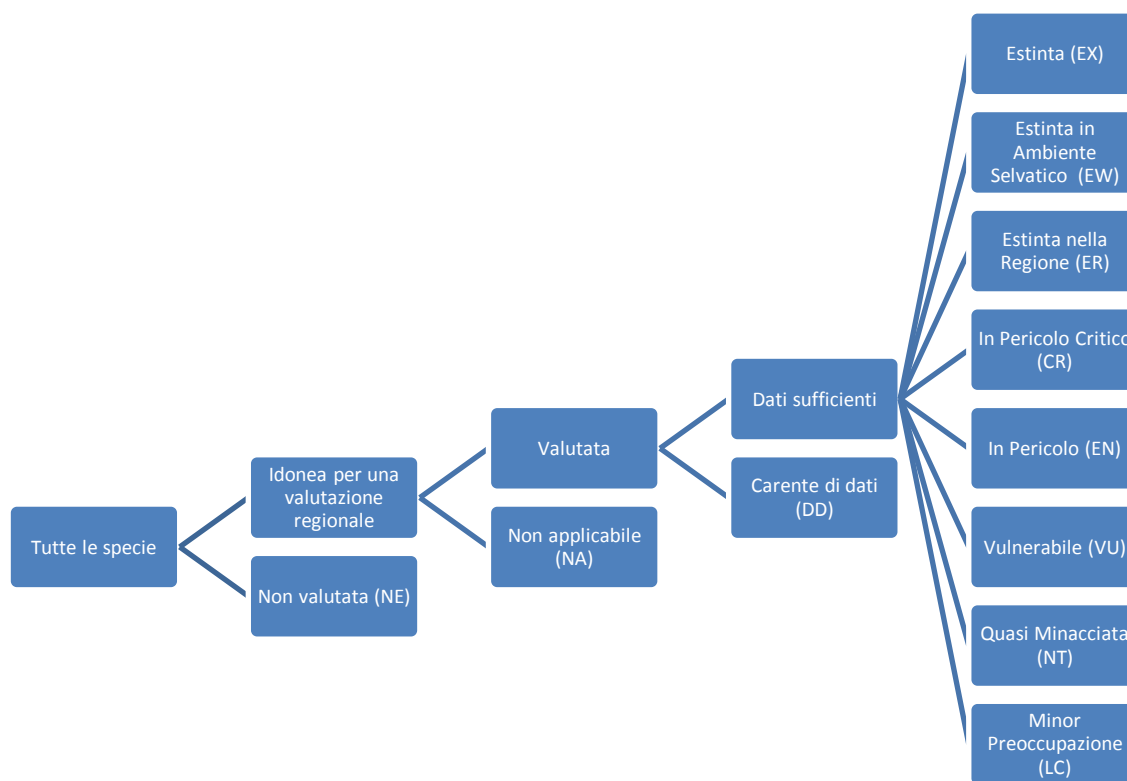 Tutte le specie
Idonea per una
valutazione
regionale
Non valutata (NE)
Valutata
Non applicabile
(NA)
Dati sufficienti
Carente di dati
(DD)
Estinta (EX)
Estinta in
Ambiente
Selvatico (EW)
Estinta nella
Regione (ER)
In Pericolo Critico
(CR)
In Pericolo (EN)
Vulnerabile (VU)
Quasi Minacciata
(NT)
Minor
Preoccupazione
(LC)